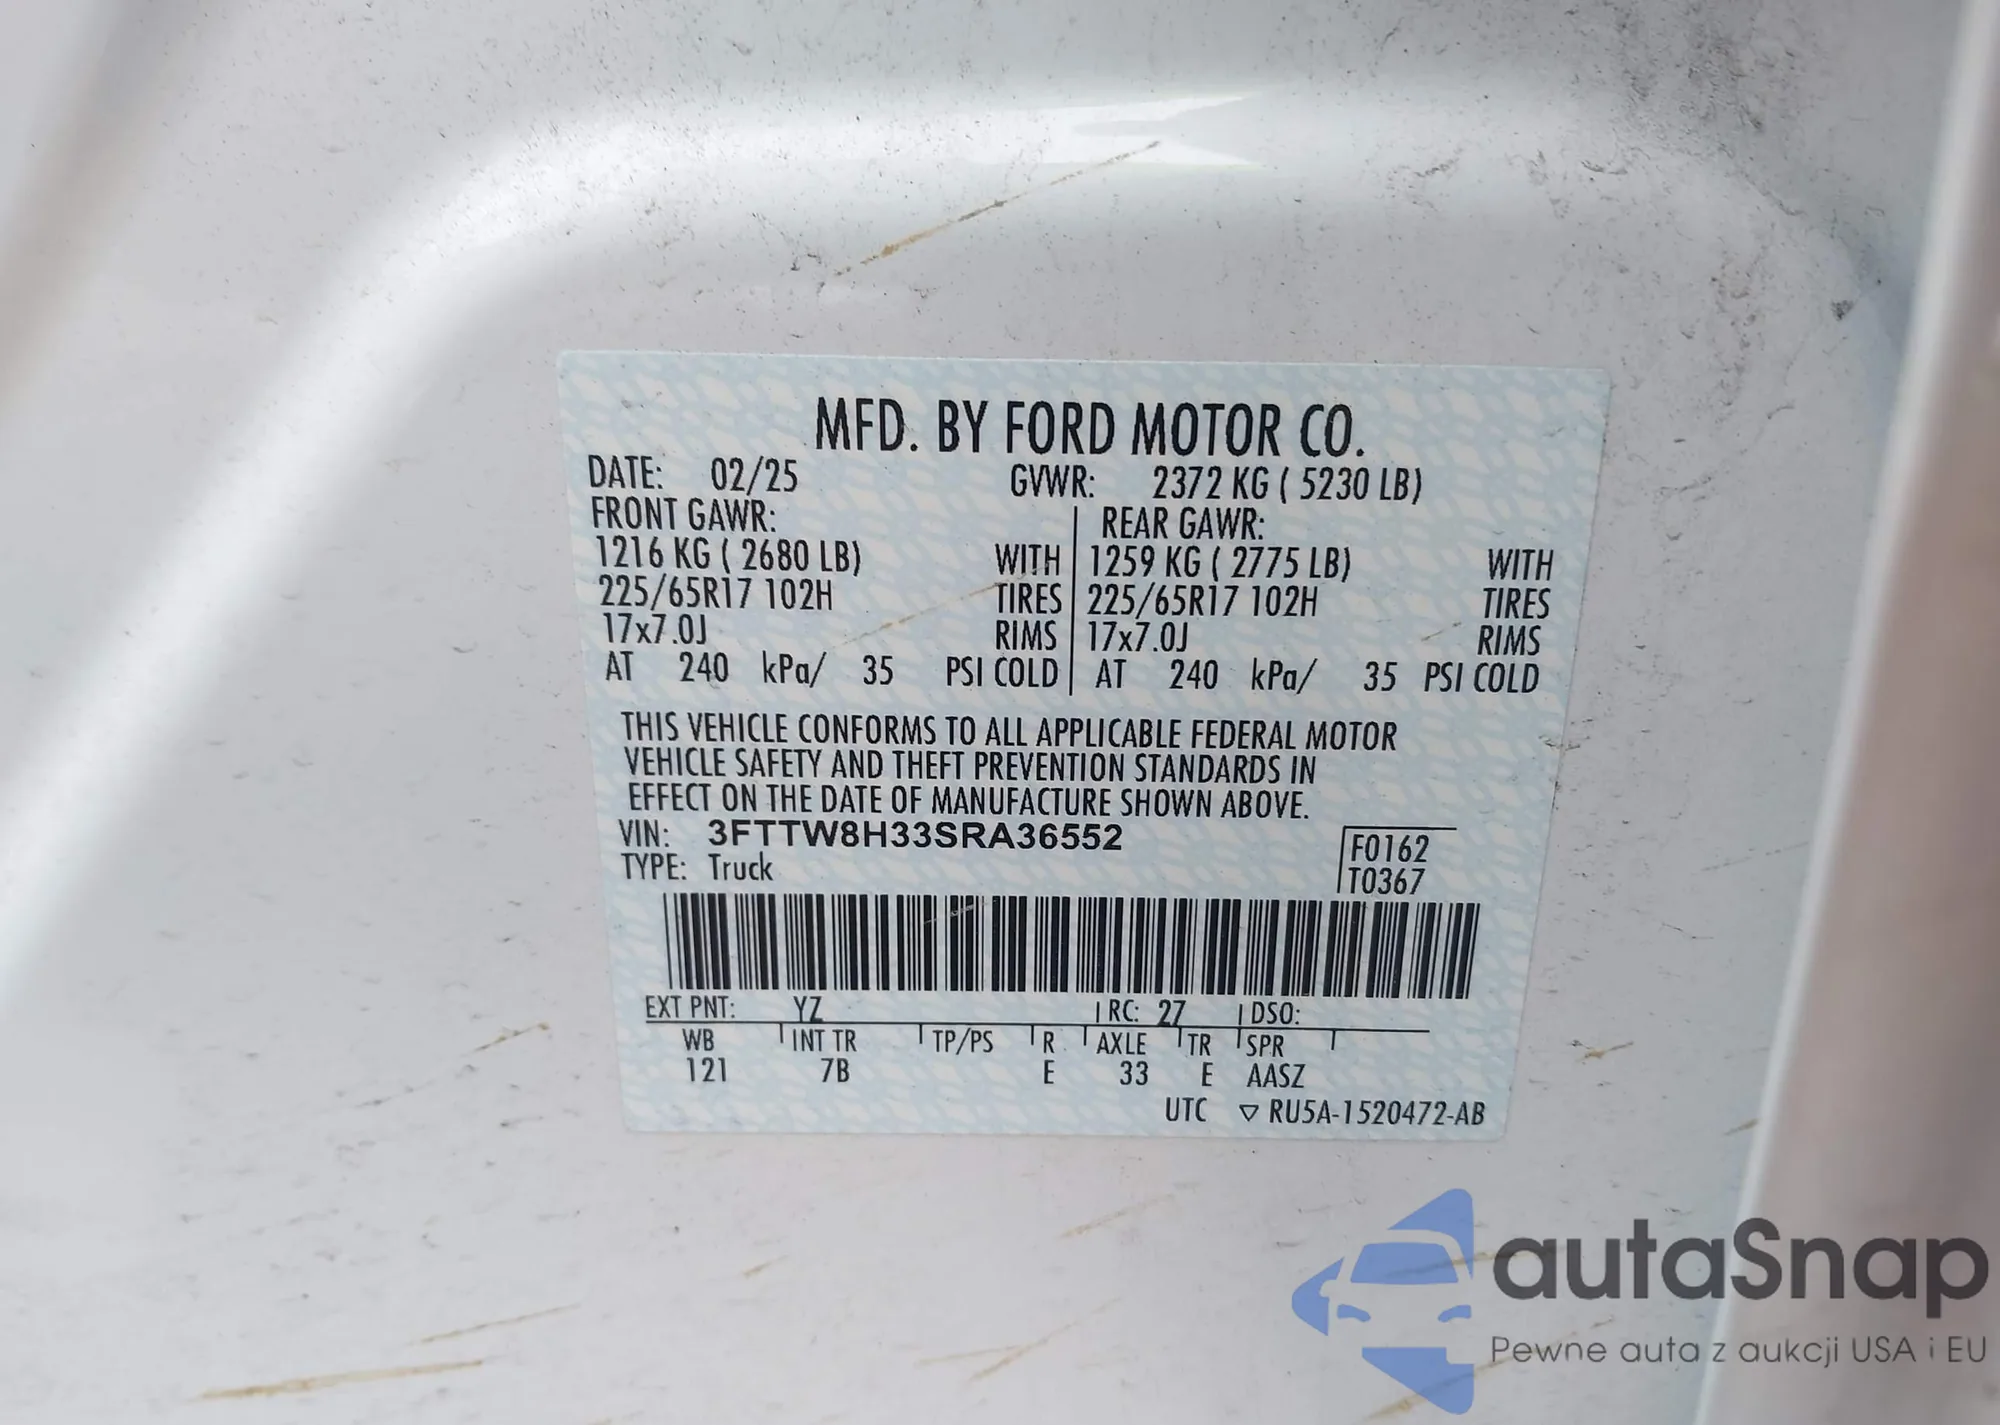 MFD. BY FORD MOTOR CO.
DATE: 02/25 GVWR: 2372 KG ( 5230 LB)
FRONT GAWR: REAR GAWR:
1216 KG ( 2680 LB) WITH 1259 KG ( 2775 LB) WITH
225/65R17 102H TIRES 225/65R17 102H TIRES
17x7.0J RIMS 17x7.0J RIMS
AT 240 kPa/ 35 PSI COLD AT 240 kPa/ 35 PSI COLD
THIS VEHICLE CONFORMS TO ALL APPLICABLE FEDERAL MOTOR
VEHICLE SAFETY AND THEFT PREVENTION STANDARDS IN
EFFECT ON THE DATE OF MANUFACTURE SHOWN ABOVE.
VIN: 3FTTW8H33SRA36552
TYPE: Truck
F0162
T0367
EXT PNT: YZ RC: 27 DSO:
WB INT TR TP/PS R AXLE TR SPR
121 7B E 33 E AASZ
UTC ▽ RU5A-1520472-AB
autaSnap
Pewne auta z aukcji USA i EU